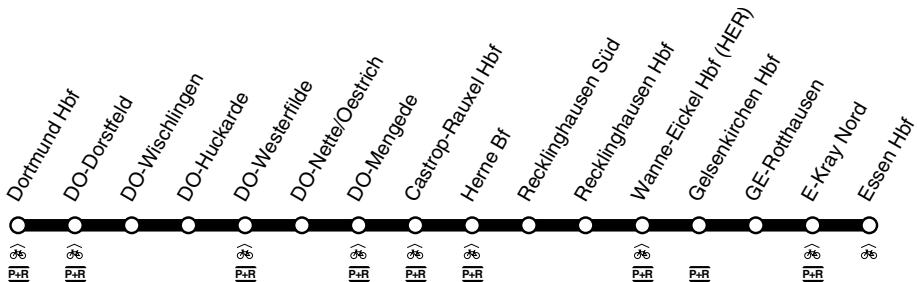 Dortmund Hbf
DO-Dorstfeld
DO-Wischlingen
DO-Huckarde
DO-Westerfilde
DO-Nette/Oestrich
DO-Mengede
Castrop-Rauxel Hbf
Herne Bf
Recklinghausen Süd
Recklinghausen Hbf
Wanne-Eickel Hbf (HER)
Gelsenkirchen Hbf
GE-Rotthausen
E-Kray Nord
Essen Hbf
P+R P+R P+R P+R P+R P+R P+R P+R P+R